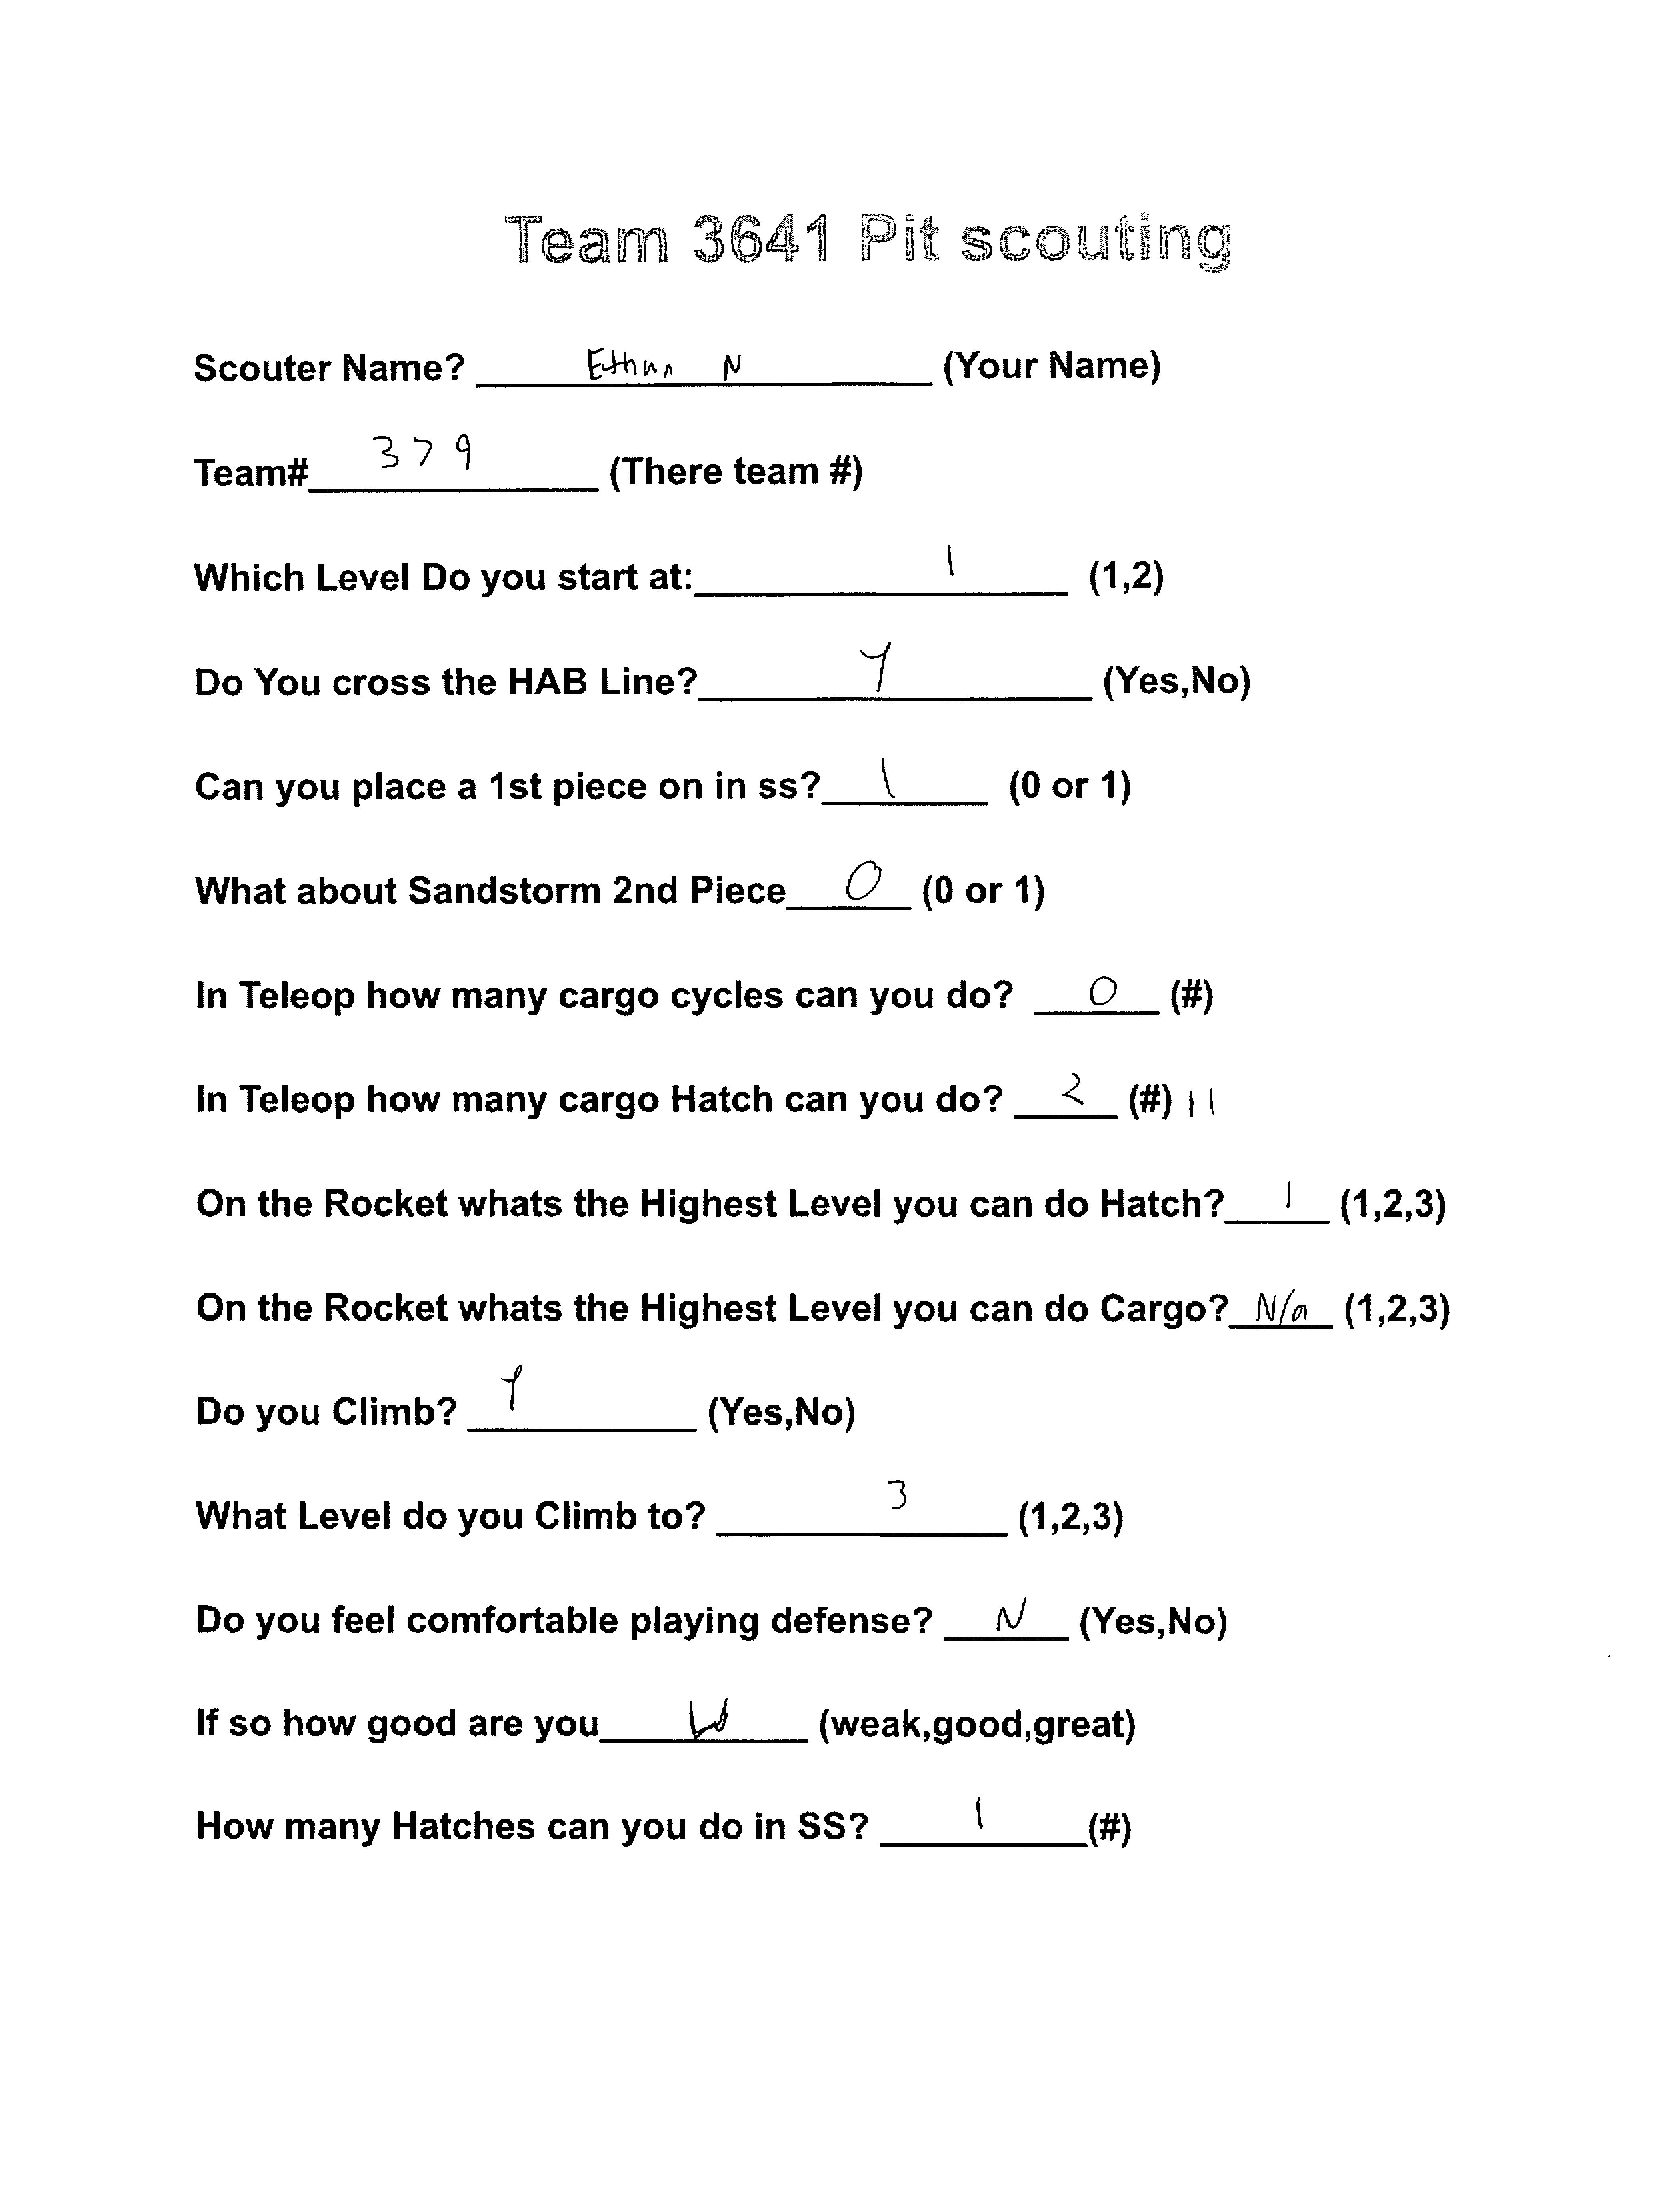 Team 3641 Pit scouting
Scouter Name? Ethan N (Your Name)
Team# 379 (There team #)
Which Level Do you start at: 1 (1,2)
Do You cross the HAB Line? Y (Yes,No)
Can you place a 1st piece on in ss? 1 (0 or 1)
What about Sandstorm 2nd Piece 0 (0 or 1)
In Teleop how many cargo cycles can you do? 0 (#)
In Teleop how many cargo Hatch can you do? 2 (#) 11
On the Rocket whats the Highest Level you can do Hatch? 1 (1,2,3)
On the Rocket whats the Highest Level you can do Cargo? N/a (1,2,3)
Do you Climb? Y (Yes,No)
What Level do you Climb to? 3 (1,2,3)
Do you feel comfortable playing defense? N (Yes,No)
If so how good are you W (weak,good,great)
How many Hatches can you do in SS? 1 (#)